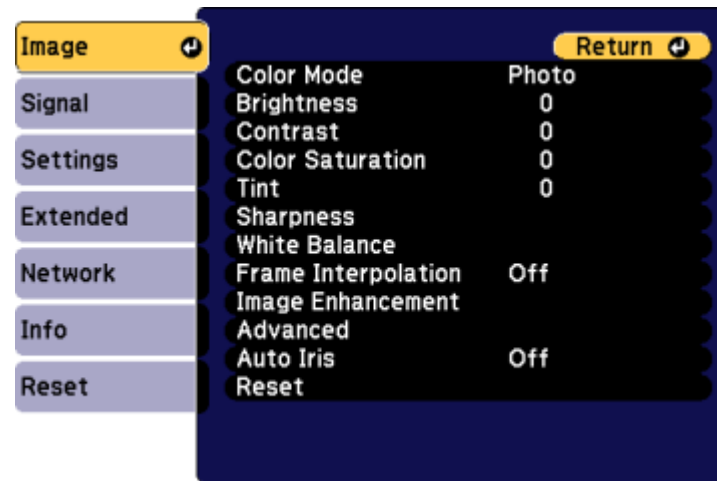 Image
Signal
Settings
Extended
Network
Info
Reset
Return
Color Mode Photo
Brightness 0
Contrast 0
Color Saturation 0
Tint 0
Sharpness
White Balance
Frame Interpolation Off
Image Enhancement
Advanced
Auto Iris Off
Reset